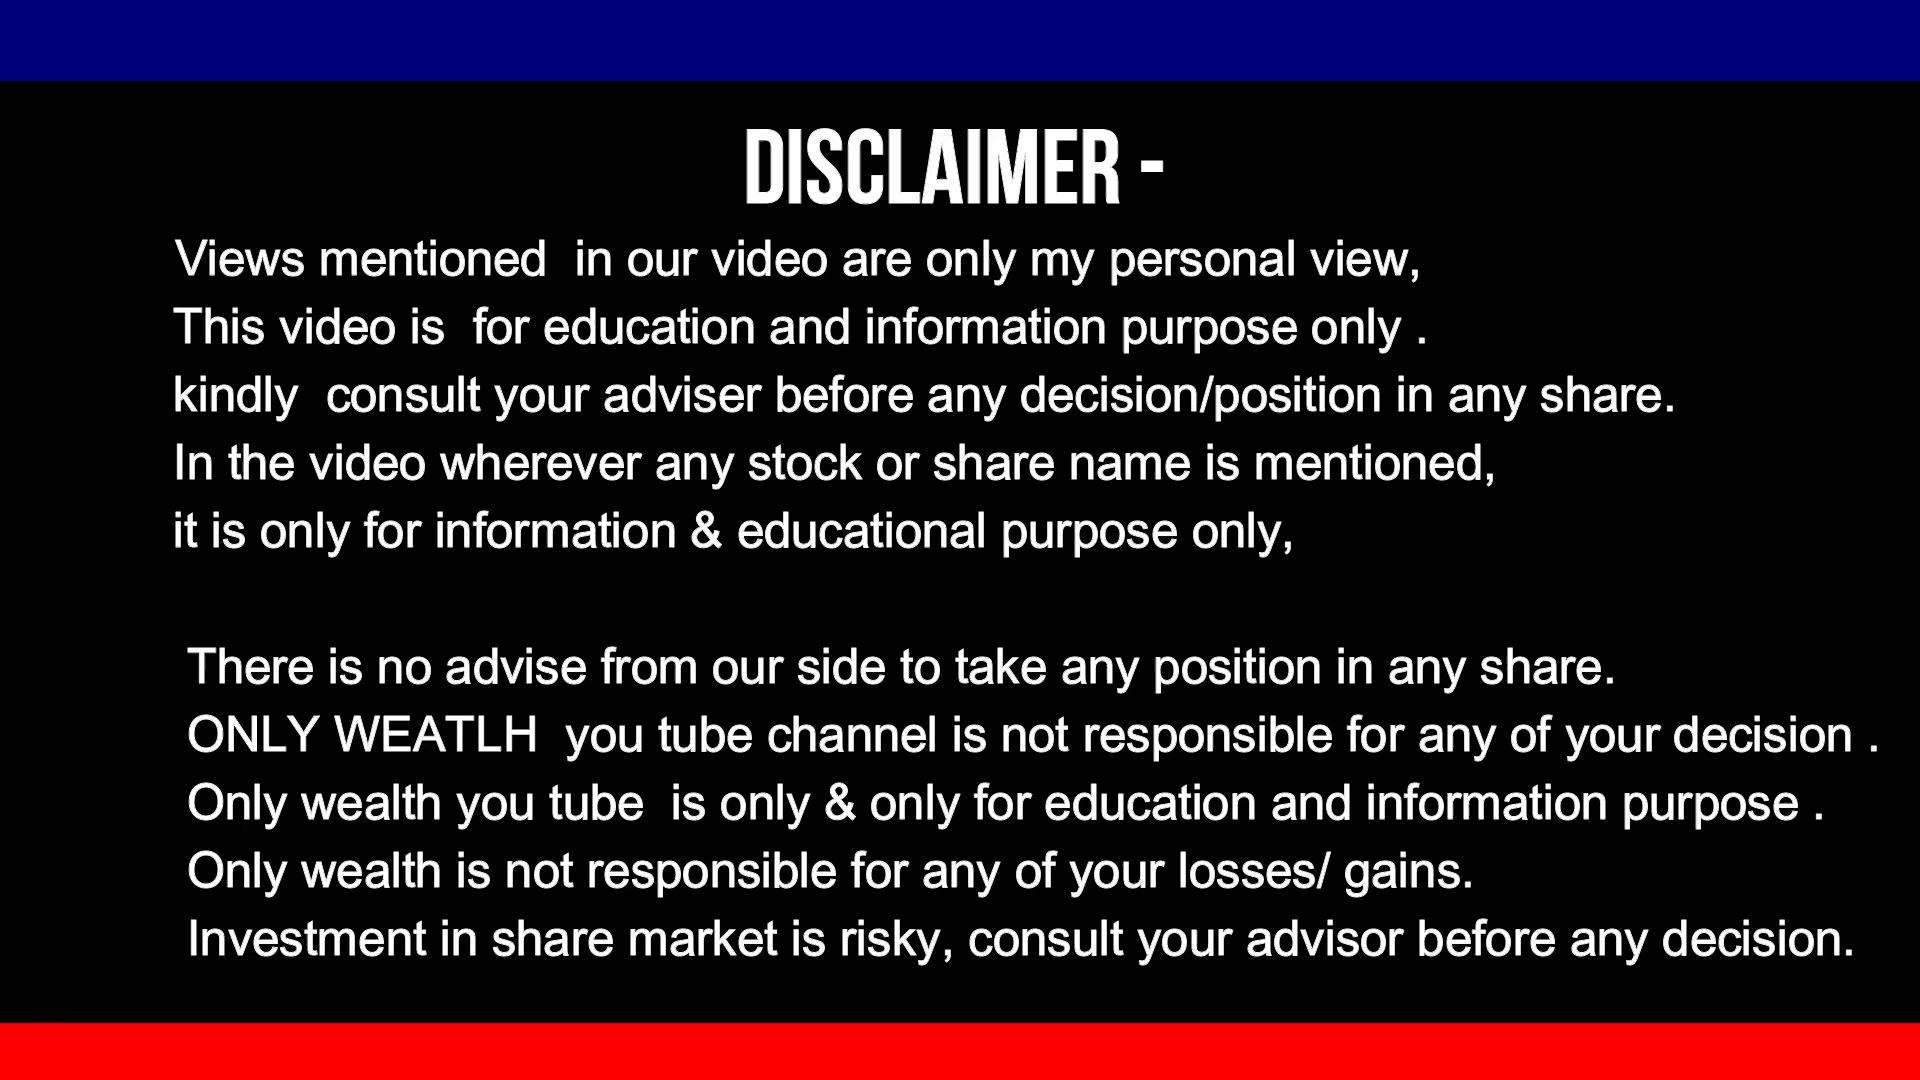 DISCLAIMER -
Views mentioned  in our video are only my personal view,
This video is  for education and information purpose only .
kindly  consult your adviser before any decision/position in any share.
In the video wherever any stock or share name is mentioned,
it is only for information & educational purpose only,
There is no advise from our side to take any position in any share.
ONLY WEATLH  you tube channel is not responsible for any of your decision .
Only wealth you tube  is only & only for education and information purpose .
Only wealth is not responsible for any of your losses/ gains.
Investment in share market is risky, consult your advisor before any decision.